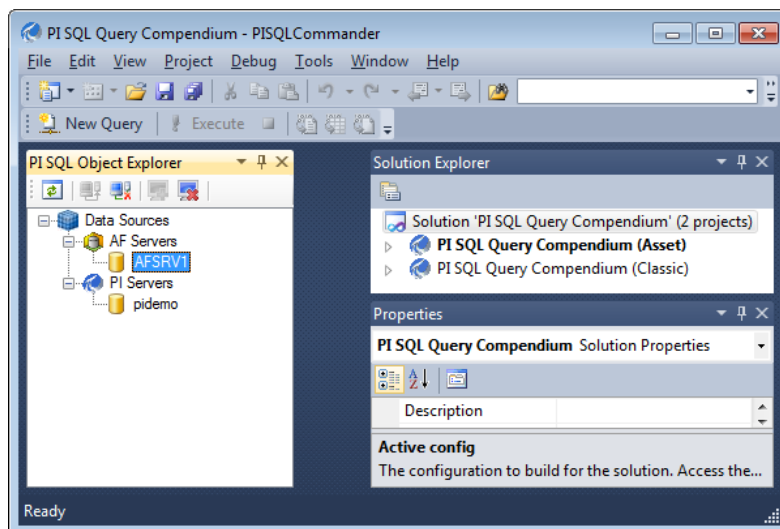 PI SQL Query Compendium - PISQLCommander
File Edit View Project Debug Tools Window Help
New Query Execute
PI SQL Object Explorer
Data Sources
AF Servers
AFSRV1
PI Servers
pidemo
Solution Explorer
Solution 'PI SQL Query Compendium' (2 projects)
PI SQL Query Compendium (Asset)
PI SQL Query Compendium (Classic)
Properties
PI SQL Query Compendium Solution Properties
Description
Active config
The configuration to build for the solution. Access the...
Ready